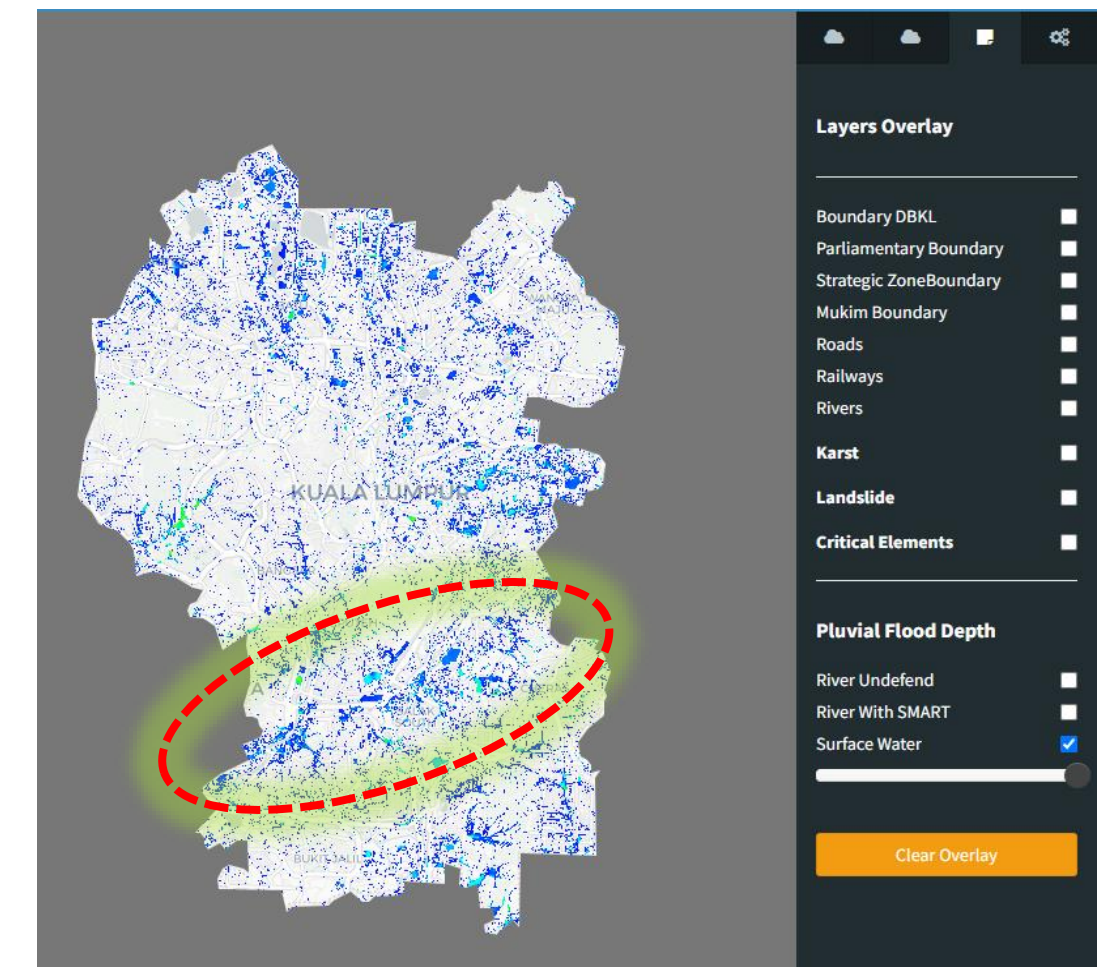 Layers Overlay
Boundary DBKL
Parliamentary Boundary
Strategic ZoneBoundary
Mukim Boundary
Roads
Railways
Rivers
Karst
Landslide
Critical Elements
Pluvial Flood Depth
River Undefend
River With SMART
Surface Water
Clear Overlay
KUALA LUMPUR
BUKIT JALIL